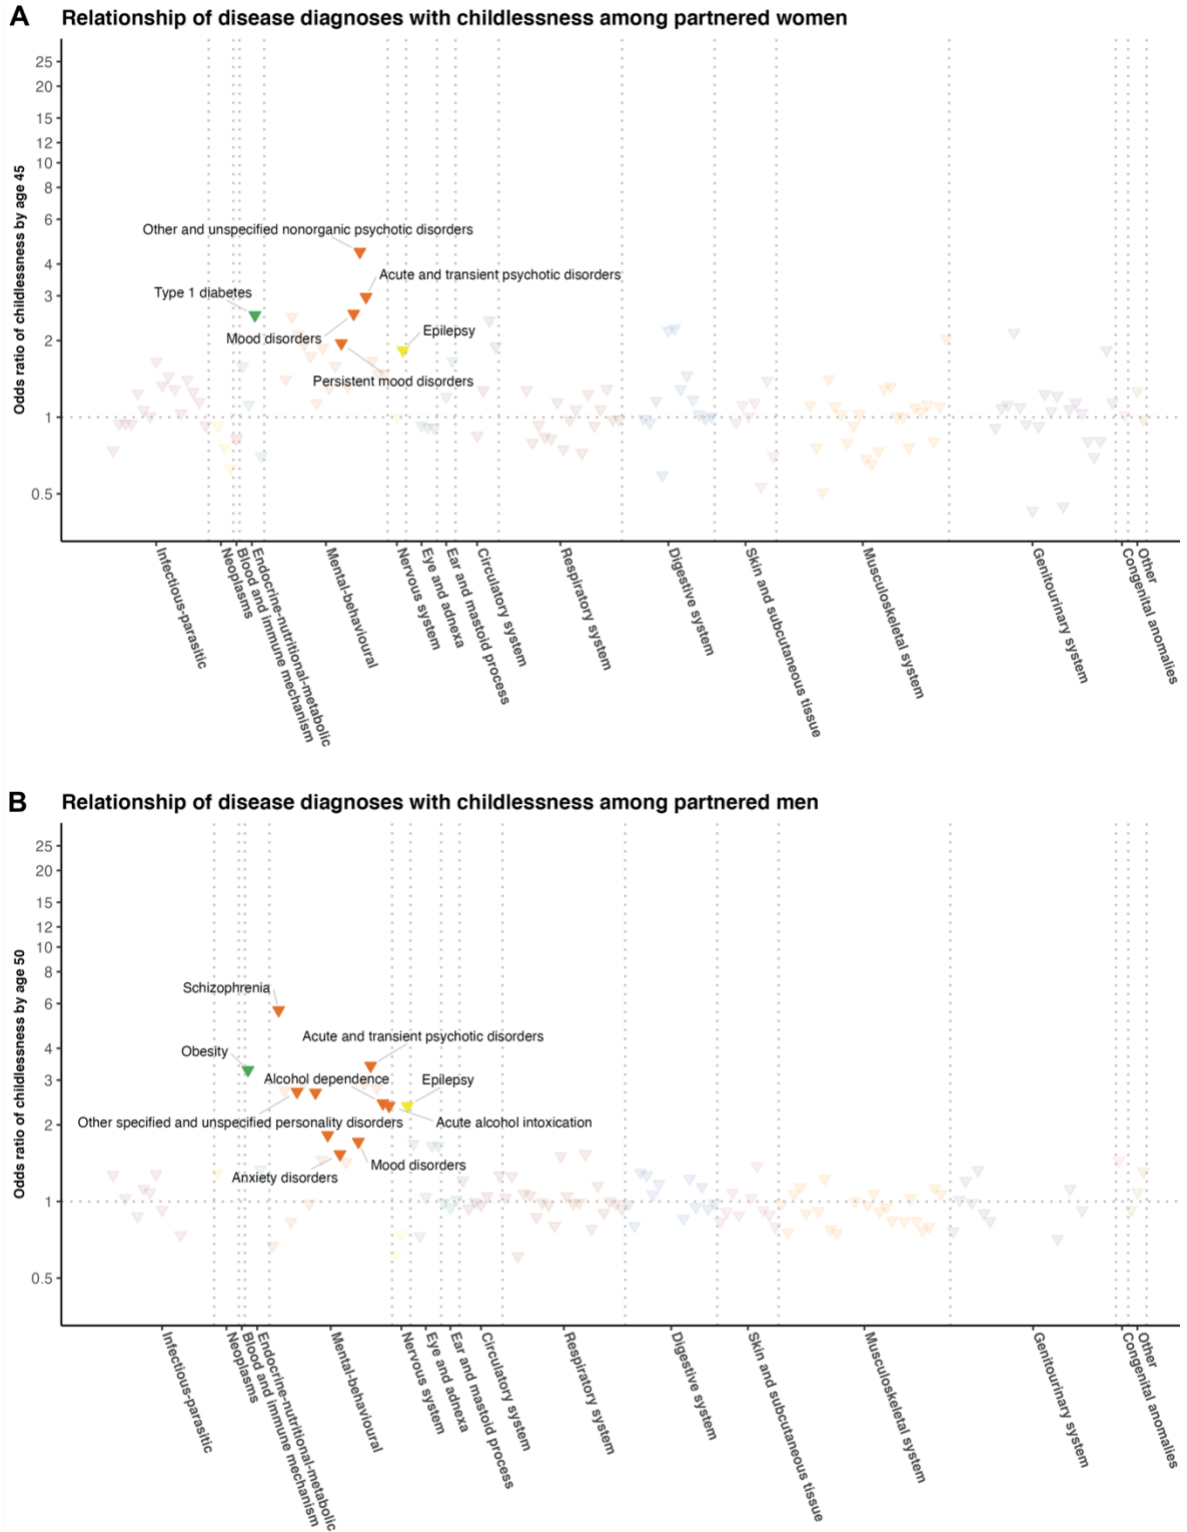 A
Relationship of disease diagnoses with childlessness among partnered women
Odds ratio of childlessness by age 45
25
20
15
12
10
8
6
4
3
2
1
0.5
Other and unspecified nonorganic psychotic disorders
Acute and transient psychotic disorders
Type 1 diabetes
Mood disorders
Epilepsy
Persistent mood disorders
Infectious-parasitic
Neoplasms
Blood and immune mechanism
Endocrine-nutritional-metabolic
Mental-behavioural
Nervous system
Eye and adnexa
Ear and mastoid process
Circulatory system
Respiratory system
Digestive system
Skin and subcutaneous tissue
Musculoskeletal system
Genitourinary system
Congenital anomalies
Other
B
Relationship of disease diagnoses with childlessness among partnered men
Odds ratio of childlessness by age 50
25
20
15
12
10
8
6
4
3
2
1
0.5
Schizophrenia
Acute and transient psychotic disorders
Obesity
Alcohol dependence
Epilepsy
Other specified and unspecified personality disorders
Acute alcohol intoxication
Mood disorders
Anxiety disorders
Infectious-parasitic
Neoplasms
Blood and immune mechanism
Endocrine-nutritional-metabolic
Mental-behavioural
Nervous system
Eye and adnexa
Ear and mastoid process
Circulatory system
Respiratory system
Digestive system
Skin and subcutaneous tissue
Musculoskeletal system
Genitourinary system
Congenital anomalies
Other